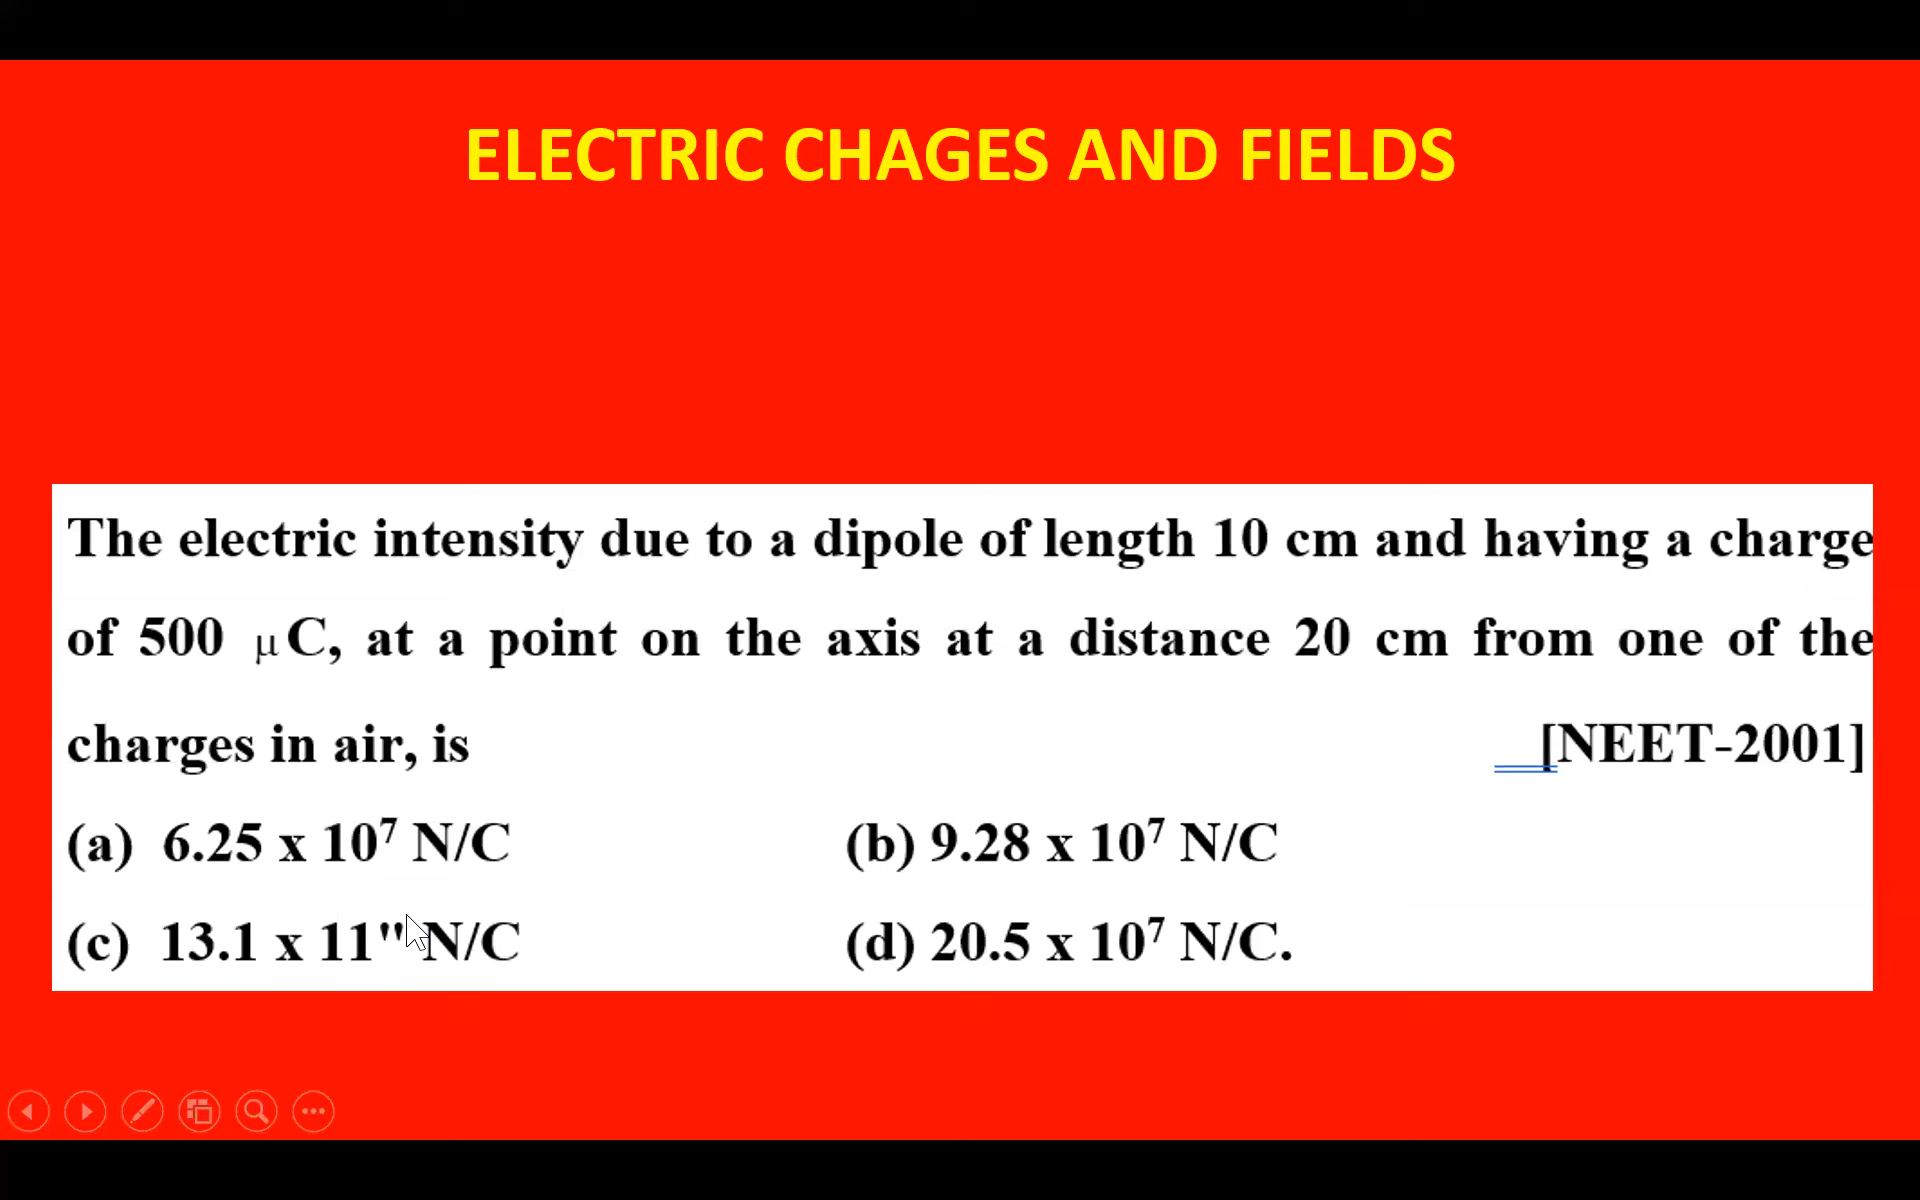 ELECTRIC CHAGES AND FIELDS
The electric intensity due to a dipole of length 10 cm and having a charge
of 500 μC, at a point on the axis at a distance 20 cm from one of the
charges in air, is [NEET-2001]
(a) 6.25 x 10⁷ N/C (b) 9.28 x 10⁷ N/C
(c) 13.1 x 11" N/C (d) 20.5 x 10⁷ N/C.